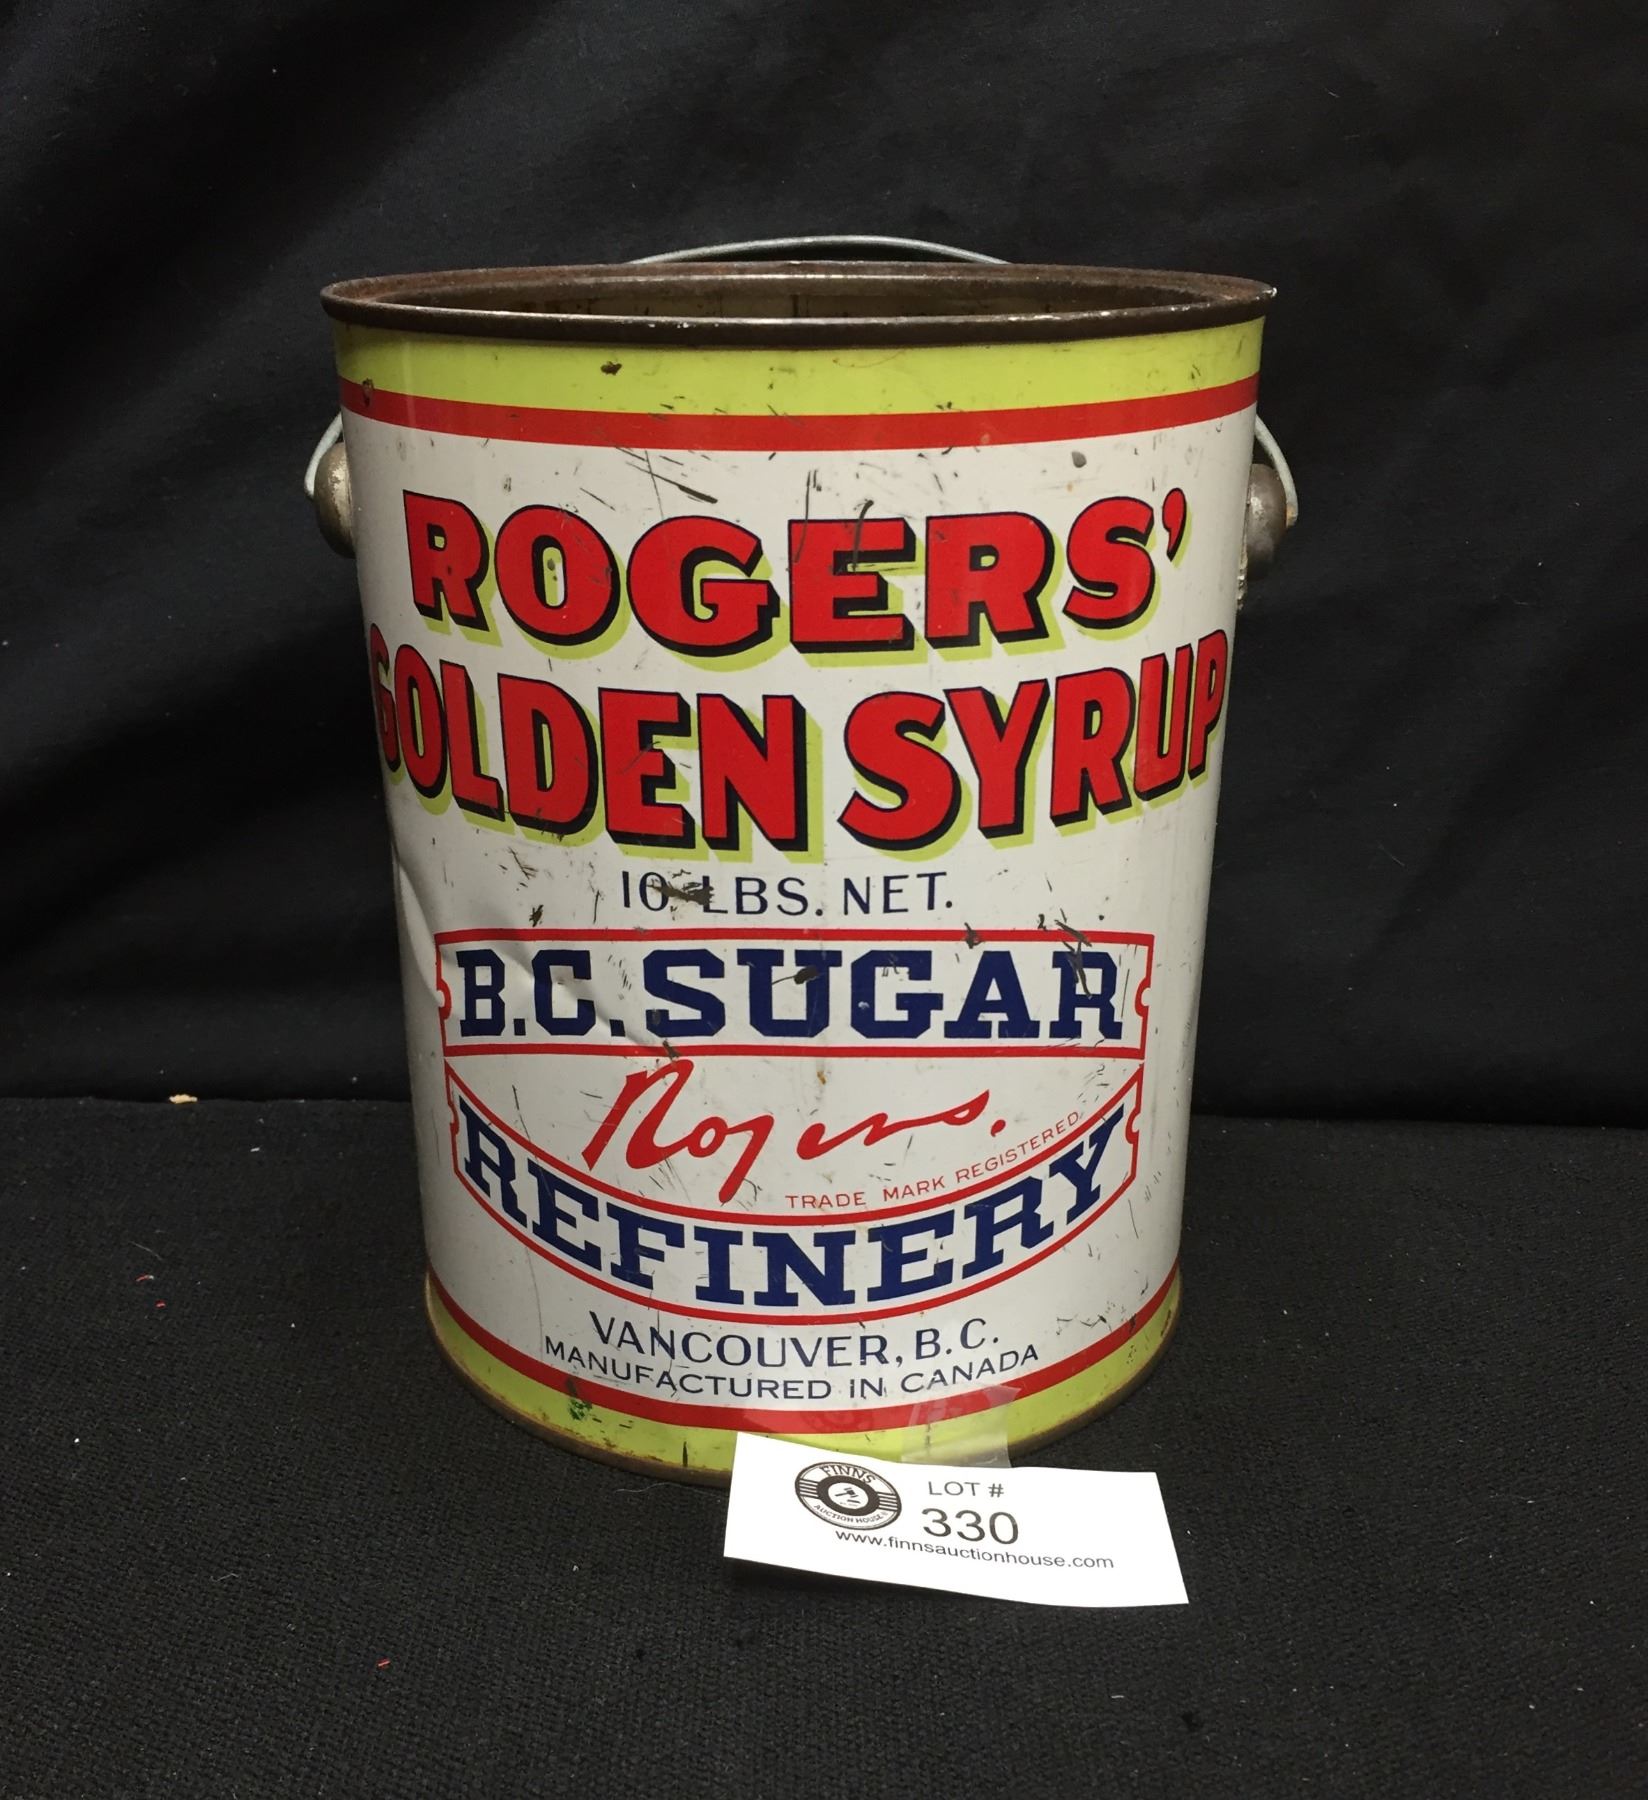 ROGERS'
GOLDEN SYRUP
10 LBS. NET.
B.C. SUGAR
Rogers.
TRADE MARK REGISTERED
REFINERY
VANCOUVER, B.C.
MANUFACTURED IN CANADA
FINNS
AUCTION HOUSE
LOT #
330
www.finnsauctionhouse.com